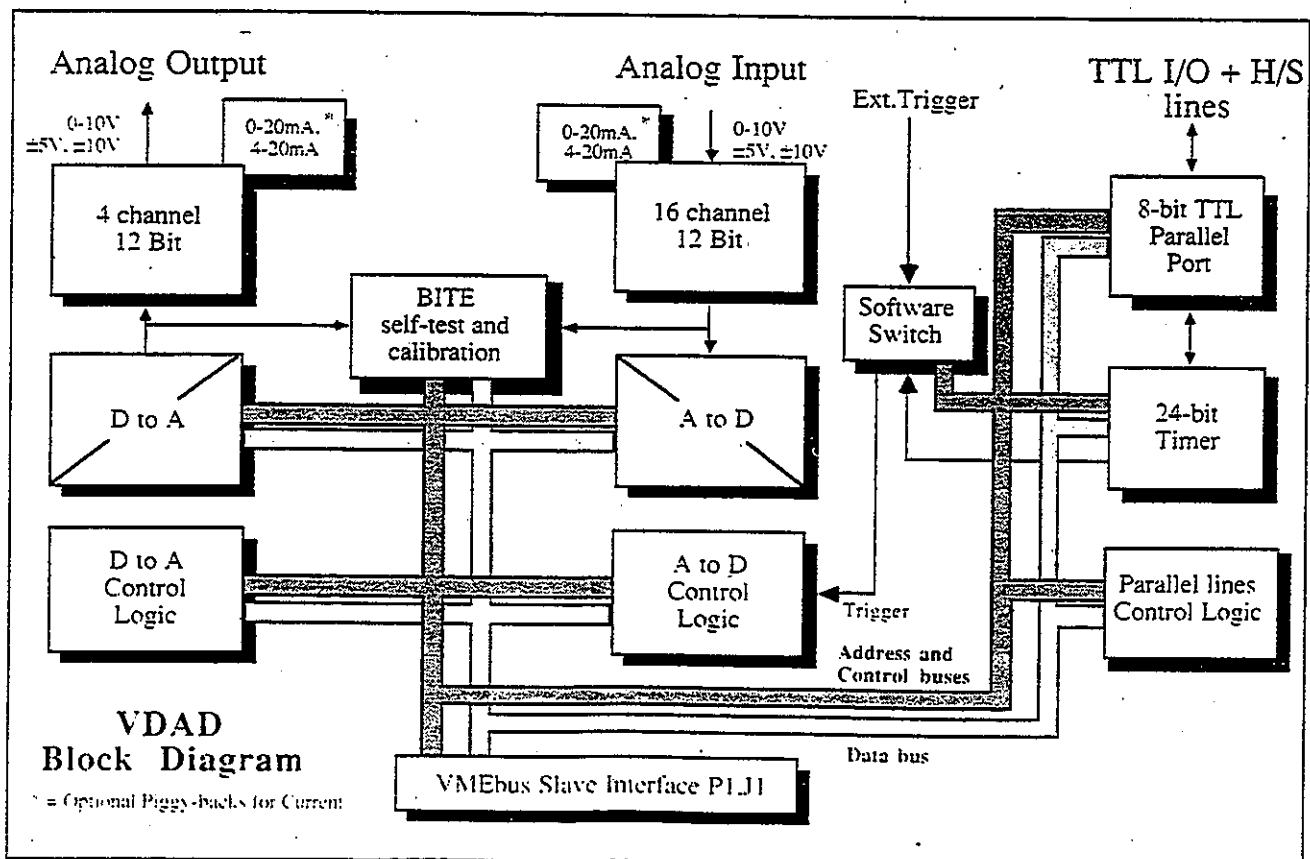 Analog Output
Analog Input
TTL I/O + H/S
lines
Ext.Trigger
0-10V
±5V, ±10V
0-20mA, *
4-20mA
0-20mA, *
4-20mA
0-10V
±5V, ±10V
4 channel
12 Bit
16 channel
12 Bit
8-bit TTL
Parallel
Port
BITE
self-test and
calibration
Software
Switch
D to A
A to D
24-bit
Timer
D to A
Control
Logic
A to D
Control
Logic
Trigger
Parallel lines
Control Logic
Address and
Control buses
VDAD
Block Diagram
* = Optional Piggy-backs for Current
Data bus
VMEbus Slave Interface P1.J1